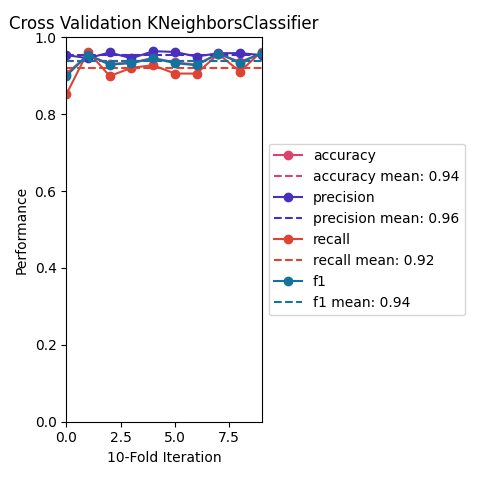 Cross Validation KNeighborsClassifier
1.0
0.8
0.6
0.4
0.2
0.0
Performance
0.0 2.5 5.0 7.5
10-Fold Iteration
accuracy
accuracy mean: 0.94
precision
precision mean: 0.96
recall
recall mean: 0.92
f1
f1 mean: 0.94